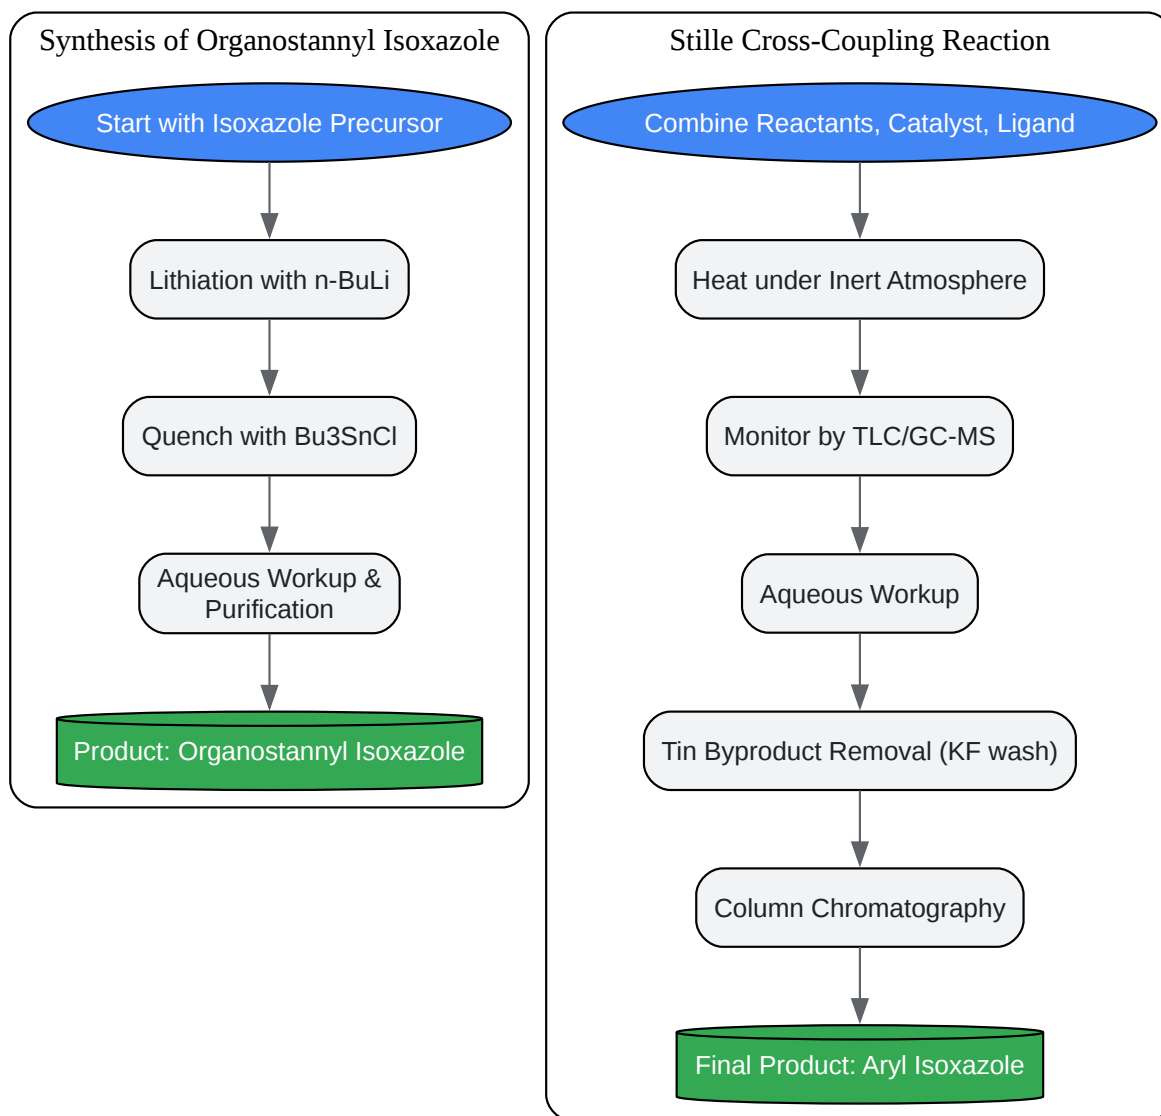 Synthesis of Organostannyl Isoxazole
Start with Isoxazole Precursor
Lithiation with n-BuLi
Quench with Bu3SnCl
Aqueous Workup &
Purification
Product: Organostannyl Isoxazole
Stille Cross-Coupling Reaction
Combine Reactants, Catalyst, Ligand
Heat under Inert Atmosphere
Monitor by TLC/GC-MS
Aqueous Workup
Tin Byproduct Removal (KF wash)
Column Chromatography
Final Product: Aryl Isoxazole